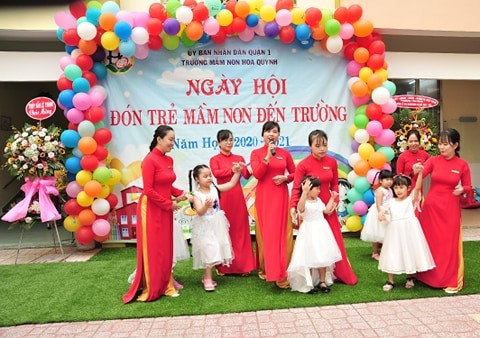 ỦY BAN NHÂN DÂN QUẬN 1
TRƯỜNG MẦM NON HOA QUỲNH
NGÀY HỘI
ĐÓN TRẺ MẦM NON ĐẾN TRƯỜNG
Năm Học 2020 - 2021